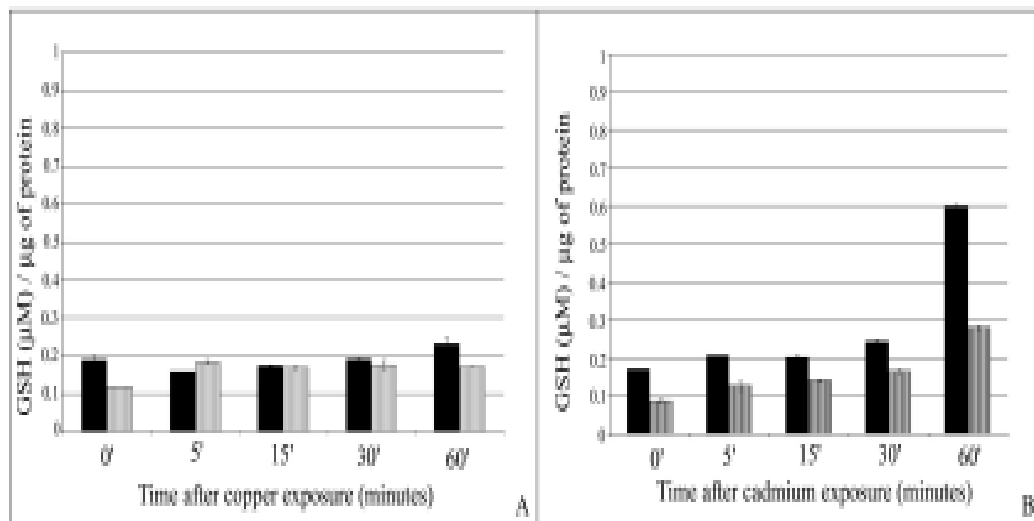 GSH (µM) / µg of protein
1
0.9
0.8
0.7
0.6
0.5
0.4
0.3
0.2
0.1
0
0' 5' 15' 30' 60'
Time after copper exposure (minutes)
A
GSH (µM) / µg of protein
1
0.9
0.8
0.7
0.6
0.5
0.4
0.3
0.2
0.1
0
0' 5' 15' 30' 60'
Time after cadmium exposure (minutes)
B